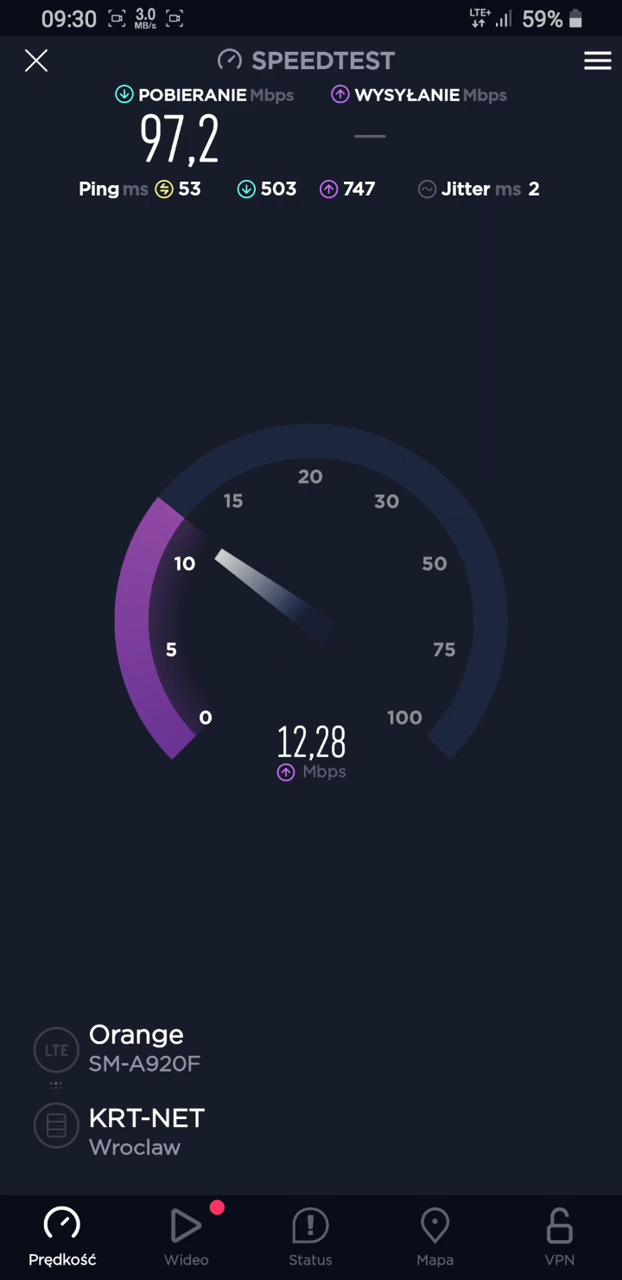 09:30 3.0 MB/s LTE+ 59%
SPEEDTEST
POBIERANIE Mbps WYSYŁANIE Mbps
97,2 —
Ping ms 53 503 747 Jitter ms 2
20
15 30
10 50
5 75
0 100
12,28
Mbps
LTE Orange
SM-A920F
KRT-NET
Wroclaw
Prędkość Wideo Status Mapa VPN